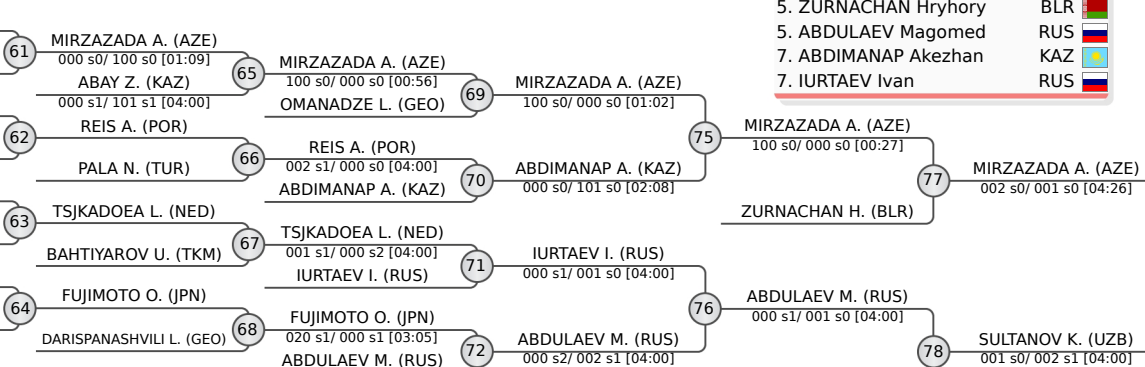 5. ZURNACHAN Hryhory BLR
5. ABDULAEV Magomed RUS
7. ABDIMANAP Akezhan KAZ
7. IURTAEV Ivan RUS
61
MIRZAZADA A. (AZE)
000 s0/ 100 s0 [01:09]
ABAY Z. (KAZ)
000 s1/ 101 s1 [04:00]
62
REIS A. (POR)
PALA N. (TUR)
63
TSJKADOEA L. (NED)
BAHTIYAROV U. (TKM)
64
FUJIMOTO O. (JPN)
DARISPANASHVILI L. (GEO)
65
MIRZAZADA A. (AZE)
100 s0/ 000 s0 [00:56]
OMANADZE L. (GEO)
66
REIS A. (POR)
002 s1/ 000 s0 [04:00]
ABDIMANAP A. (KAZ)
67
TSJKADOEA L. (NED)
001 s1/ 000 s2 [04:00]
IURTAEV I. (RUS)
68
FUJIMOTO O. (JPN)
020 s1/ 000 s1 [03:05]
ABDULAEV M. (RUS)
69
MIRZAZADA A. (AZE)
100 s0/ 000 s0 [01:02]
70
ABDIMANAP A. (KAZ)
000 s0/ 101 s0 [02:08]
71
IURTAEV I. (RUS)
000 s1/ 001 s0 [04:00]
72
ABDULAEV M. (RUS)
000 s2/ 002 s1 [04:00]
75
MIRZAZADA A. (AZE)
100 s0/ 000 s0 [00:27]
ZURNACHAN H. (BLR)
76
ABDULAEV M. (RUS)
000 s1/ 001 s0 [04:00]
77
MIRZAZADA A. (AZE)
002 s0/ 001 s0 [04:26]
78
SULTANOV K. (UZB)
001 s0/ 002 s1 [04:00]